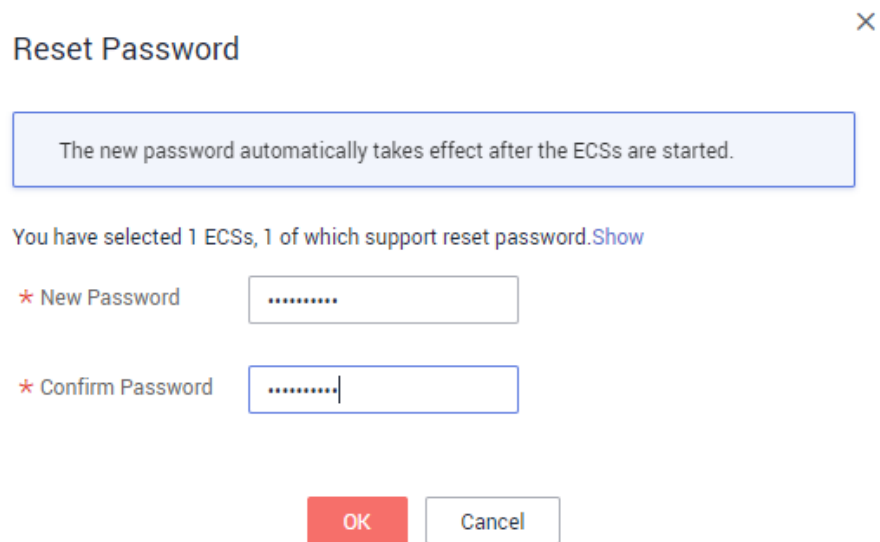 Reset Password
The new password automatically takes effect after the ECSs are started.
You have selected 1 ECSs, 1 of which support reset password.Show
* New Password ••••••••••
* Confirm Password ••••••••••
OK Cancel